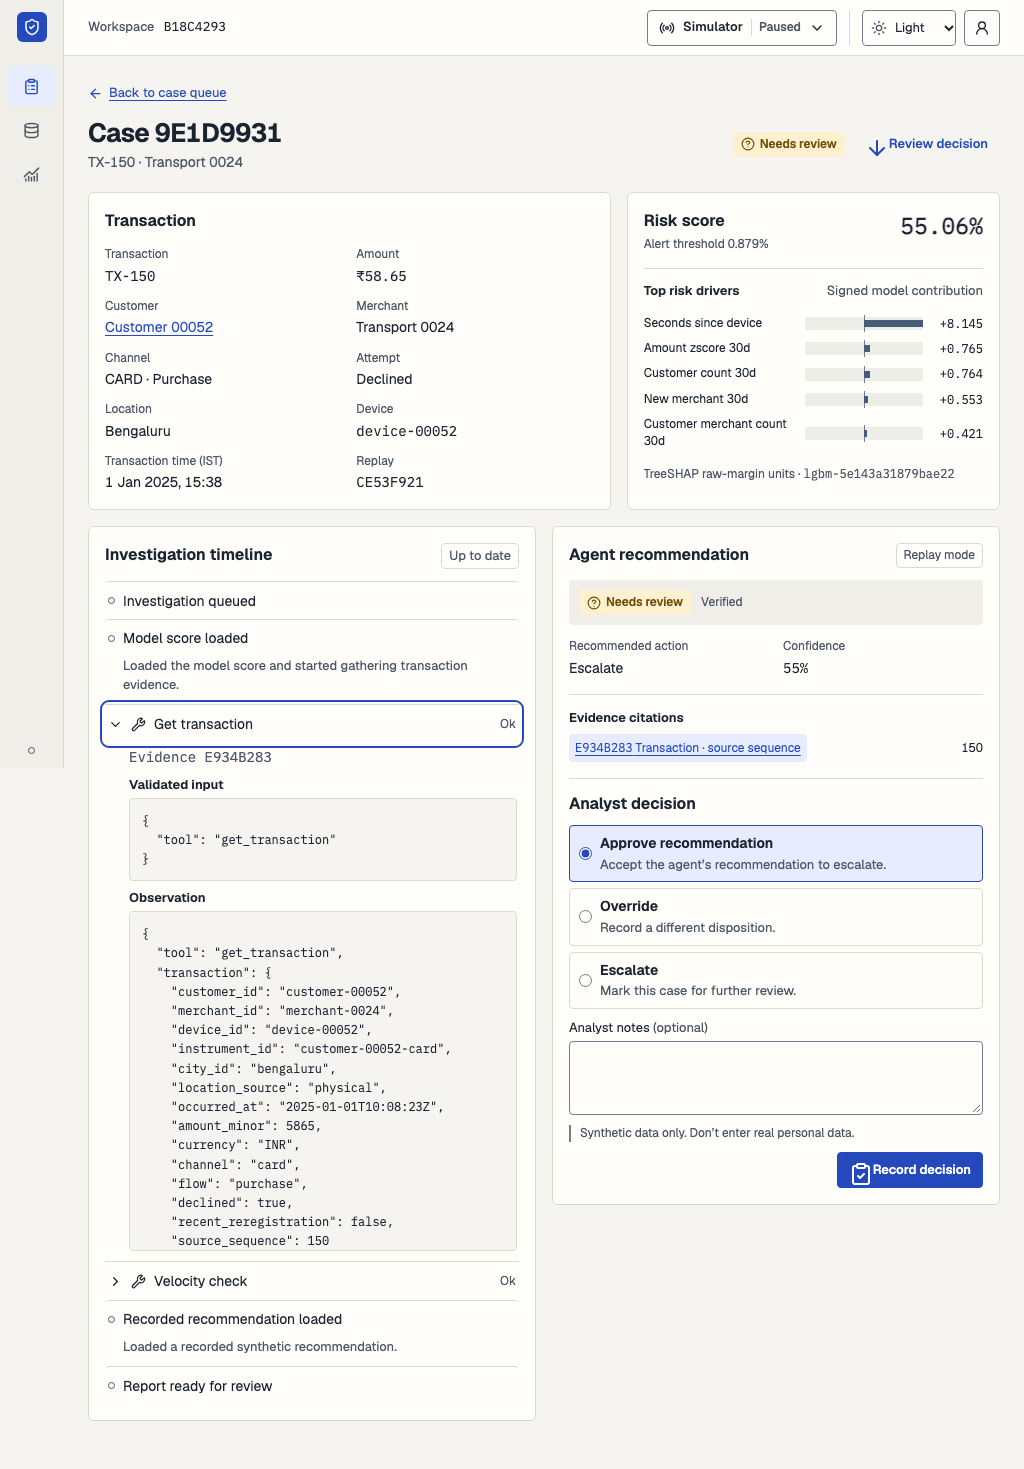 Workspace B18C4293
Simulator Paused
Light
Back to case queue
Case 9E1D9931
TX-150 · Transport 0024
Needs review
Review decision
Transaction
Transaction
TX-150
Amount
₹58.65
Customer
Customer 00052
Merchant
Transport 0024
Channel
CARD · Purchase
Attempt
Declined
Location
Bengaluru
Device
device-00052
Transaction time (IST)
1 Jan 2025, 15:38
Replay
CE53F921
Risk score
55.06%
Alert threshold 0.879%
Top risk drivers
Signed model contribution
Seconds since device +8.145
Amount zscore 30d +0.765
Customer count 30d +0.764
New merchant 30d +0.553
Customer merchant count
30d
+0.421
TreeSHAP raw-margin units · lgbm-5e143a31879bae22
Investigation timeline
Up to date
Investigation queued
Model score loaded
Loaded the model score and started gathering transaction
evidence.
Get transaction Ok
Evidence E934B283
Validated input
{
"tool": "get_transaction"
}
Observation
{
"tool": "get_transaction",
"transaction": {
"customer_id": "customer-00052",
"merchant_id": "merchant-0024",
"device_id": "device-00052",
"instrument_id": "customer-00052-card",
"city_id": "bengaluru",
"location_source": "physical",
"occurred_at": "2025-01-01T10:08:23Z",
"amount_minor": 5865,
"currency": "INR",
"channel": "card",
"flow": "purchase",
"declined": true,
"recent_reregistration": false,
"source_sequence": 150
Velocity check Ok
Recorded recommendation loaded
Loaded a recorded synthetic recommendation.
Report ready for review
Agent recommendation
Replay mode
Needs review Verified
Recommended action
Escalate
Confidence
55%
Evidence citations
E934B283 Transaction · source sequence 150
Analyst decision
Approve recommendation
Accept the agent's recommendation to escalate.
Override
Record a different disposition.
Escalate
Mark this case for further review.
Analyst notes (optional)
Synthetic data only. Don't enter real personal data.
Record decision